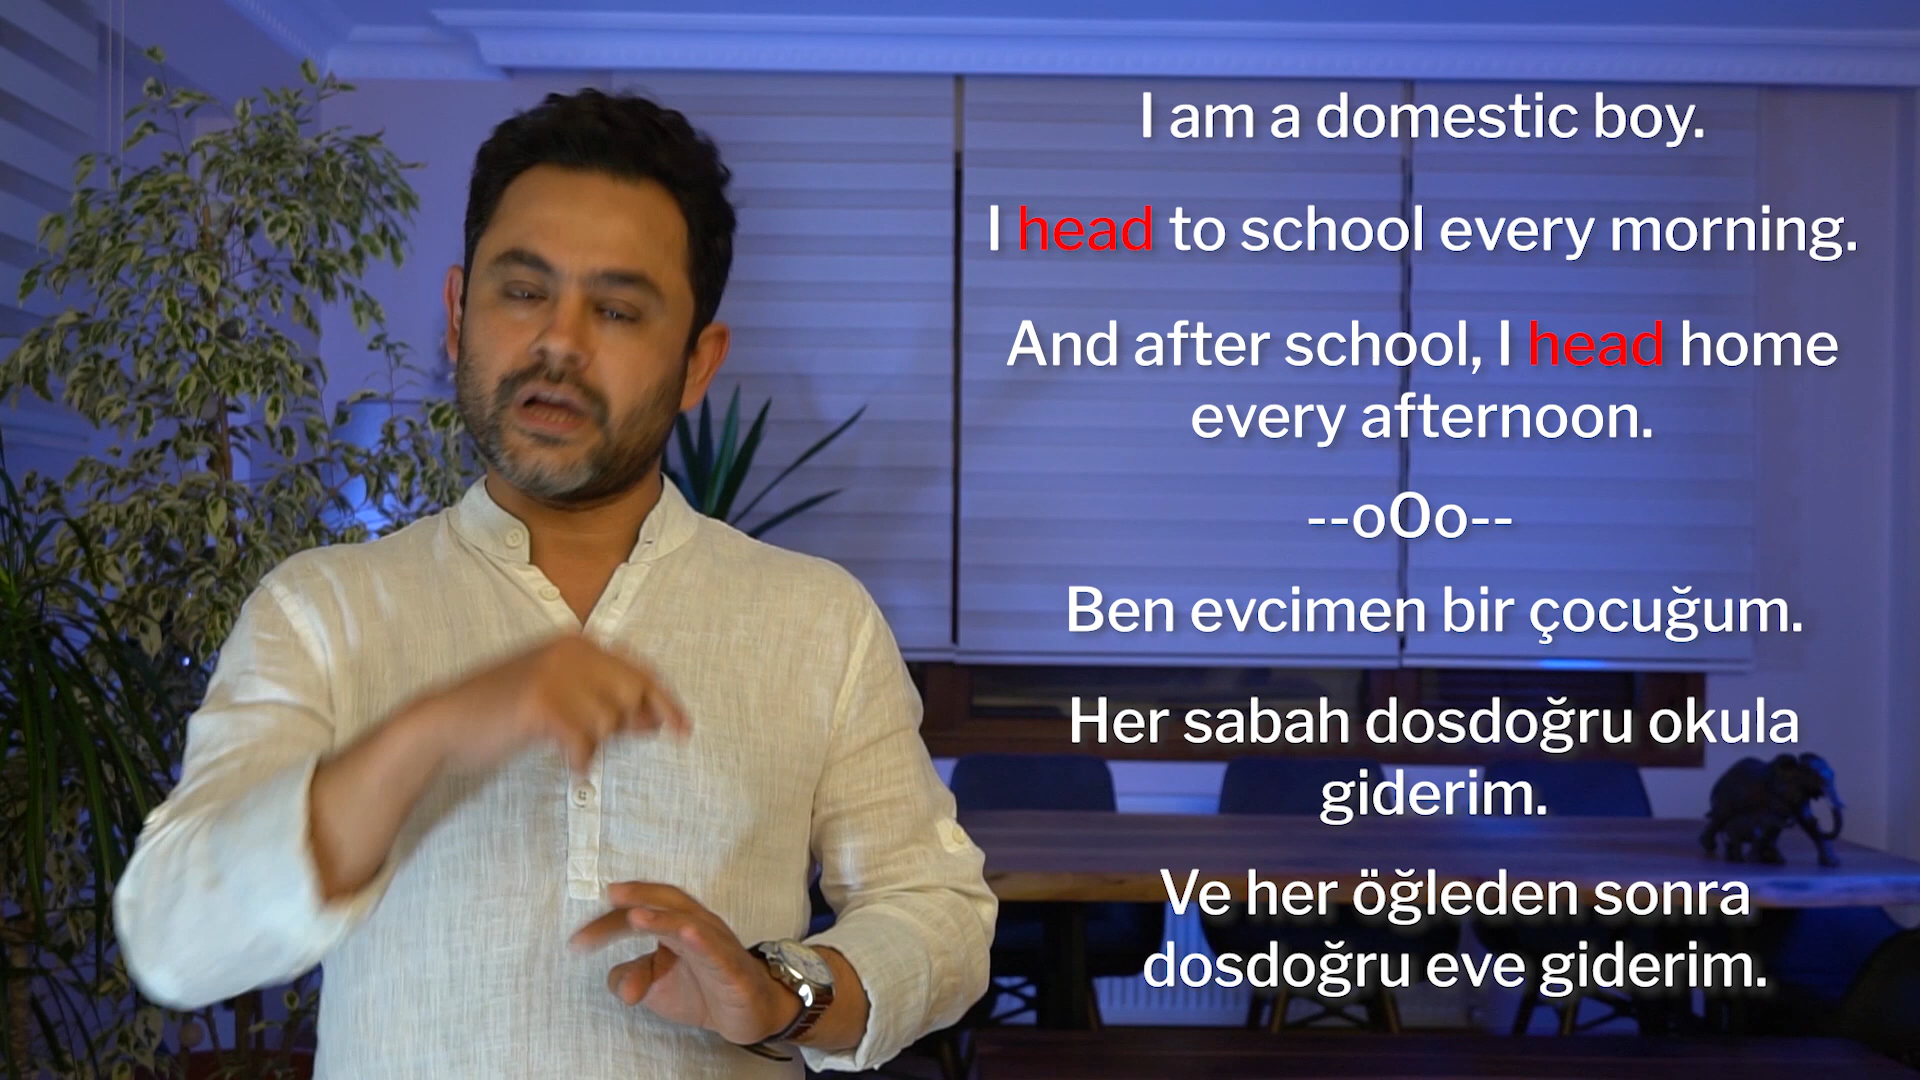 I am a domestic boy.
I head to school every morning.
And after school, I head home
every afternoon.
--oOo--
Ben evcimen bir çocuğum.
Her sabah dosdoğru okula
giderim.
Ve her öğleden sonra
dosdoğru eve giderim.